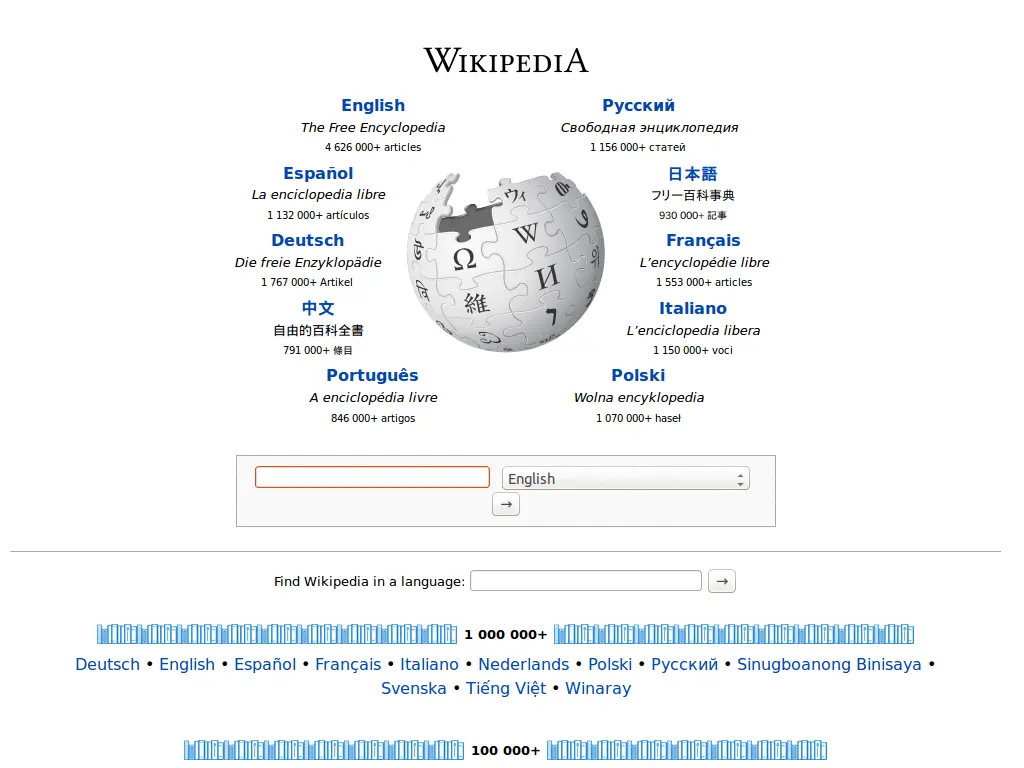 WIKIPEDIA
English
The Free Encyclopedia
4 626 000+ articles
Русский
Свободная энциклопедия
1 156 000+ статей
Español
La enciclopedia libre
1 132 000+ artículos
日本語
フリー百科事典
930 000+ 記事
Deutsch
Die freie Enzyklopädie
1 767 000+ Artikel
Français
L'encyclopédie libre
1 553 000+ articles
中文
自由的百科全書
791 000+ 條目
Italiano
L'enciclopedia libera
1 150 000+ voci
Português
A enciclopédia livre
846 000+ artigos
Polski
Wolna encyklopedia
1 070 000+ haseł
Ω
W
И
維
ウィ
English
→
Find Wikipedia in a language:
→
1 000 000+
Deutsch • English • Español • Français • Italiano • Nederlands • Polski • Русский • Sinugboanong Binisaya •
Svenska • Tiếng Việt • Winaray
100 000+